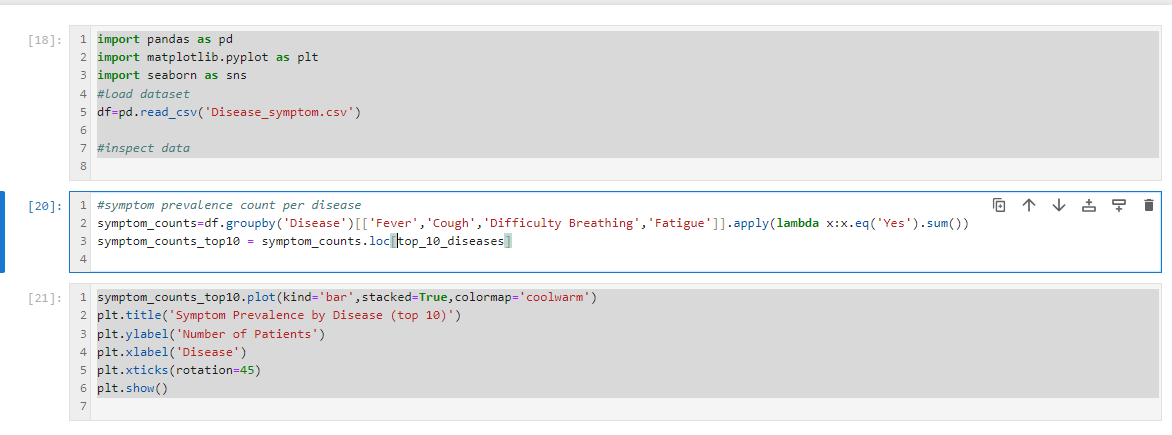 [18]:
1 import pandas as pd
2 import matplotlib.pyplot as plt
3 import seaborn as sns
4 #load dataset
5 df=pd.read_csv('Disease_symptom.csv')
6
7 #inspect data
8
[20]:
1 #symptom prevalence count per disease
2 symptom_counts=df.groupby('Disease')[['Fever','Cough','Difficulty Breathing','Fatigue']].apply(lambda x:x.eq('Yes').sum())
3 symptom_counts_top10 = symptom_counts.loc[top_10_diseases]
4
[21]:
1 symptom_counts_top10.plot(kind='bar',stacked=True,colormap='coolwarm')
2 plt.title('Symptom Prevalence by Disease (top 10)')
3 plt.ylabel('Number of Patients')
4 plt.xlabel('Disease')
5 plt.xticks(rotation=45)
6 plt.show()
7